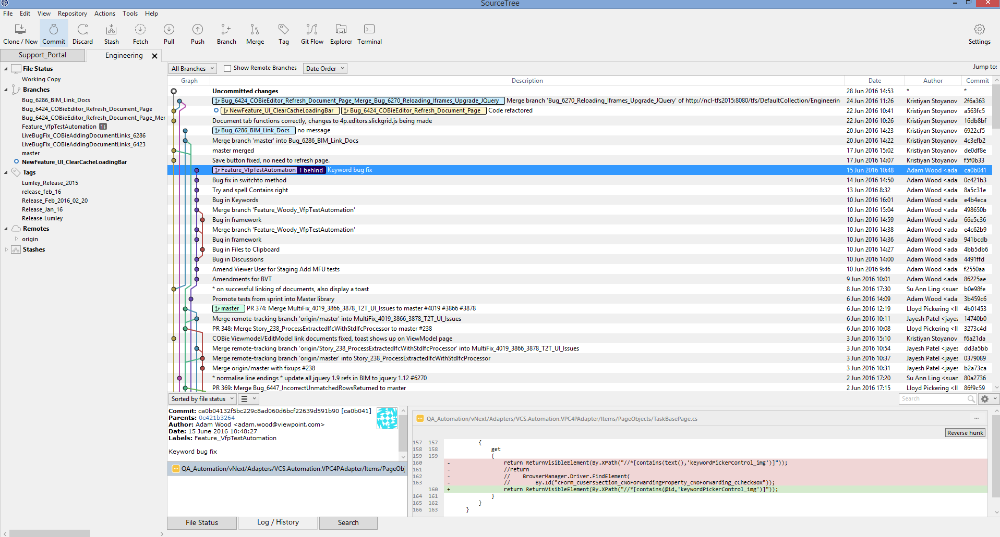 SourceTree
File Edit View Repository Actions Tools Help
Clone / New Commit Discard Stash Fetch Pull Push Branch Merge Tag Git Flow Explorer Terminal Settings
Support_Portal Engineering
File Status
Working Copy
Branches
Bug_6286_BIM_Link_Docs
Bug_6424_COBieEditor_Refresh_Document_Page
Bug_6424_COBieEditor_Refresh_Document_Page_Mer
Feature_VfpTestAutomation 1↓
LiveBugFix_COBieAddingDocumentLinks_6286
LiveBugFix_COBieAddingDocumentLinks_6423
master
NewFeature_UI_ClearCacheLoadingBar
Tags
Lumley_Release_2015
release_feb_16
Release_Feb_2016_02_20
Release_Jan_16
Release-Lumley
Remotes
origin
Stashes
All Branches Show Remote Branches Date Order Jump to:
Graph Description Date Author Commit
Uncommitted changes 28 Jun 2016 14:53 * *
Bug_6424_COBieEditor_Refresh_Document_Page_Merge_Bug_6270_Reloading_Iframes_Upgrade_JQuery Merge branch 'Bug_6270_Reloading_Iframes_Upgrade_JQuery' of http://ncl-tfs2015:8080/tfs/DefaultCollection/Engineerin 24 Jun 2016 11:26 Kristiyan Stoyanov 2f6a363
NewFeature_UI_ClearCacheLoadingBar Bug_6424_COBieEditor_Refresh_Document_Page Code refactored 22 Jun 2016 10:41 Kristiyan Stoyanov a563fc5
Document tab functions correctly, changes to 4p.editors.slickgrid.js being made 22 Jun 2016 10:26 Kristiyan Stoyanov 16db8bf
Bug_6286_BIM_Link_Docs no message 20 Jun 2016 14:23 Kristiyan Stoyanov 6922cf5
Merge branch 'master' into Bug_6286_BIM_Link_Docs 20 Jun 2016 14:22 Kristiyan Stoyanov 4c3efb2
master merged 17 Jun 2016 15:02 Kristiyan Stoyanov de0df8e
Save button fixed, no need to refresh page. 17 Jun 2016 14:07 Kristiyan Stoyanov f5f0b33
Feature_VfpTestAutomation 1 behind Keyword bug fix 15 Jun 2016 10:48 Adam Wood <ada ca0b041
Bug fix in switchto method 14 Jun 2016 14:50 Adam Wood <ada 0c421b3
Try and spell Contains right 13 Jun 2016 8:32 Adam Wood <ada 8a5c31e
Bug in Keywords 10 Jun 2016 16:01 Adam Wood <ada e4b4eca
Merge branch 'Feature_Woody_VfpTestAutomation' 10 Jun 2016 15:04 Adam Wood <ada 498650b
Bug in framework 10 Jun 2016 14:59 Adam Wood <ada 66e5c36
Merge branch 'Feature_Woody_VfpTestAutomation' 10 Jun 2016 14:38 Adam Wood <ada e4c62b9
Bug in framework 10 Jun 2016 14:36 Adam Wood <ada 941bcdb
Bug in Files to Clipboard 10 Jun 2016 14:27 Adam Wood <ada 4bb5db6
Bug in Discussions 10 Jun 2016 14:00 Adam Wood <ada 4491ffd
Amend Viewer User for Staging Add MFU tests 10 Jun 2016 9:46 Adam Wood <ada f2550aa
Amendments for BVT 9 Jun 2016 10:01 Adam Wood <ada 86225ae
* on successful linking of documents, also display a toast 8 Jun 2016 17:30 Su Ann Ling <suar b0e98fe
Promote tests from sprint into Master library 6 Jun 2016 14:09 Adam Wood <ada 3b459c6
master PR 374: Merge MultiFix_4019_3866_3878_T2T_UI_Issues to master #4019 #3866 #3878 6 Jun 2016 12:19 Lloyd Pickering <ll 4b01453
Merge remote-tracking branch 'origin/master' into MultiFix_4019_3866_3878_T2T_UI_Issues 6 Jun 2016 10:11 Jayesh Patel <jayes 14740b0
PR 348: Merge Story_238_ProcessExtractedIfcWithStdIfcProcessor to master #238 6 Jun 2016 10:08 Lloyd Pickering <ll 3273c4d
COBie Viewmodel/EditModel link documents fixed, toast shows up on ViewModel page 3 Jun 2016 15:10 Kristiyan Stoyanov f6a21da
Merge remote-tracking branch 'origin/Story_238_ProcessExtractedIfcWithStdIfcProcessor' into MultiFix_4019_3866_3878_T2T_UI_Issues 3 Jun 2016 10:54 Jayesh Patel <jayes dd3a5bb
Merge remote-tracking branch 'origin/master' into Story_238_ProcessExtractedIfcWithStdIfcProcessor 3 Jun 2016 10:37 Jayesh Patel <jayes 0379089
Merge origin/master with fixups #238 3 Jun 2016 10:31 Jayesh Patel <jayes b2a73ca
* normalise line endings * update all jquery 1.9 refs in BIM to jquery 1.12 #6270 2 Jun 2016 17:20 Su Ann Ling <suar 80a2736
PR 369: Merge Bug_6447_IncorrectUnmatchedRowsReturned to master 2 Jun 2016 17:15 Lloyd Pickering <ll 86f9c59
Sorted by file status Search
Commit: ca0b04132f5bc229c8ad060d6bcf22639d591b90 [ca0b041]
Parents: 0c421b3264
Author: Adam Wood <adam.wood@viewpoint.com>
Date: 15 June 2016 10:48:27
Labels: Feature_VfpTestAutomation
Keyword bug fix
QA_Automation/vNext/Adapters/VCS.Automation.VPC4PAdapter/Items/PageObj
QA_Automation/vNext/Adapters/VCS.Automation.VPC4PAdapter/Items/PageObjects/TaskBasePage.cs ...
Reverse hunk
157 157 {
158 158 get
159 159 {
160 - return ReturnVisibleElement(By.XPath("//*[contains(text(),'keywordPickerControl_img')]"));
161 - //return
162 - // BrowserManager.Driver.FindElement(
163 - // By.Id("cForm_cUsersSection_cNoForwardingProperty_cNoForwarding_cCheckBox"));
160 + return ReturnVisibleElement(By.XPath("//*[contains(@id,'keywordPickerControl_img')]"));
164 161 }
165 162 }
166 163 }
File Status Log / History Search